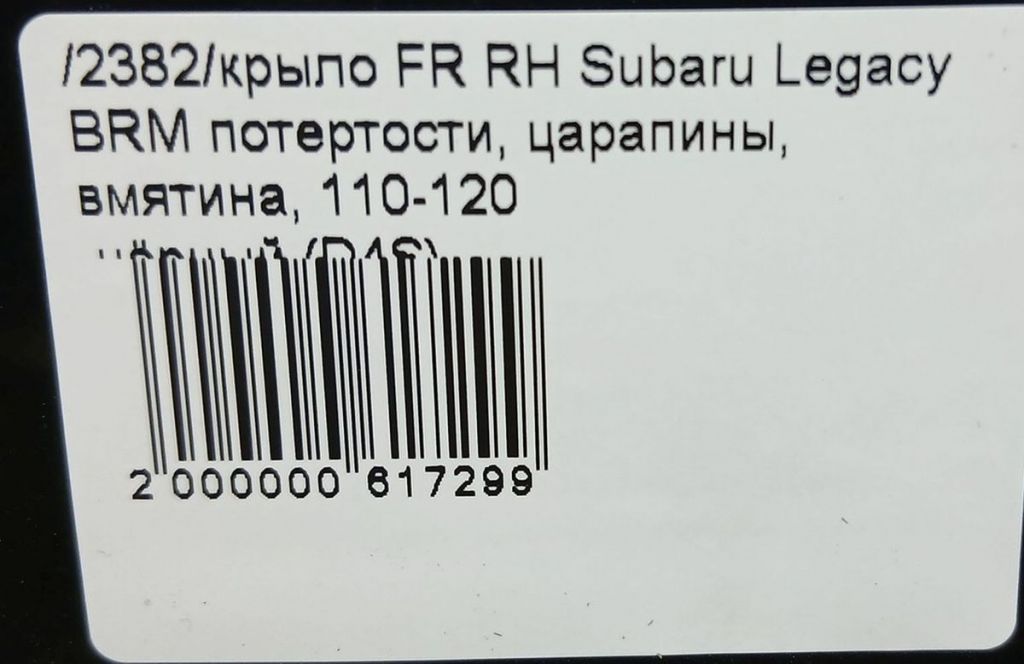 /2382/крыло FR RH Subaru Legacy
BRM потертости, царапины,
вмятина, 110-120
2 000000 617299